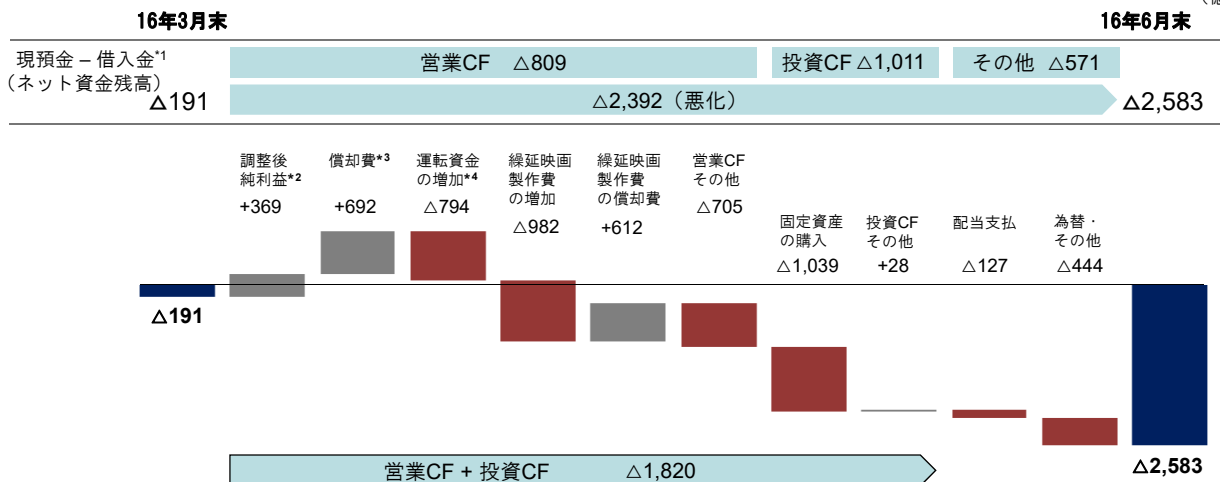 16年3月末
16年6月末
現預金 – 借入金*1
(ネット資金残高)
△191
営業CF △809
投資CF △1,011
その他 △571
△2,392(悪化)
△2,583
調整後
純利益*2
+369
償却費*3
+692
運転資金
の増加*4
△794
繰延映画
製作費
の増加
△982
繰延映画
製作費
の償却費
+612
営業CF
その他
△705
固定資産
の購入
△1,039
投資CF
その他
+28
配当支払
△127
為替・
その他
△444
△191
△2,583
営業CF + 投資CF △1,820